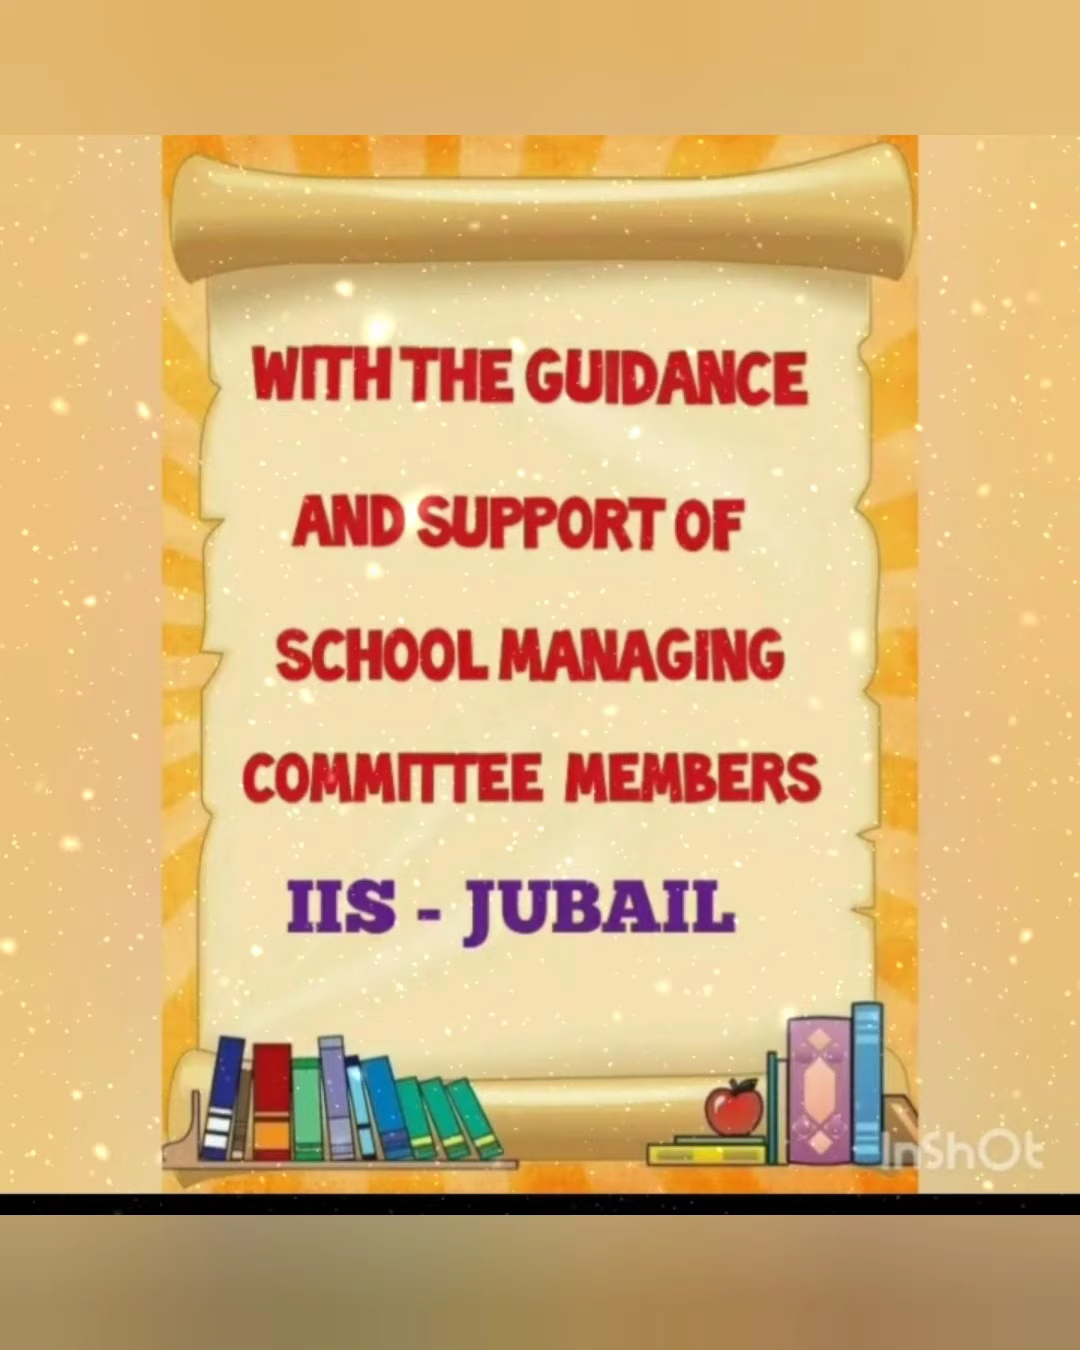 WITH THE GUIDANCE
AND SUPPORT OF
SCHOOL MANAGING
COMMITTEE MEMBERS
IIS - JUBAIL
InShOt